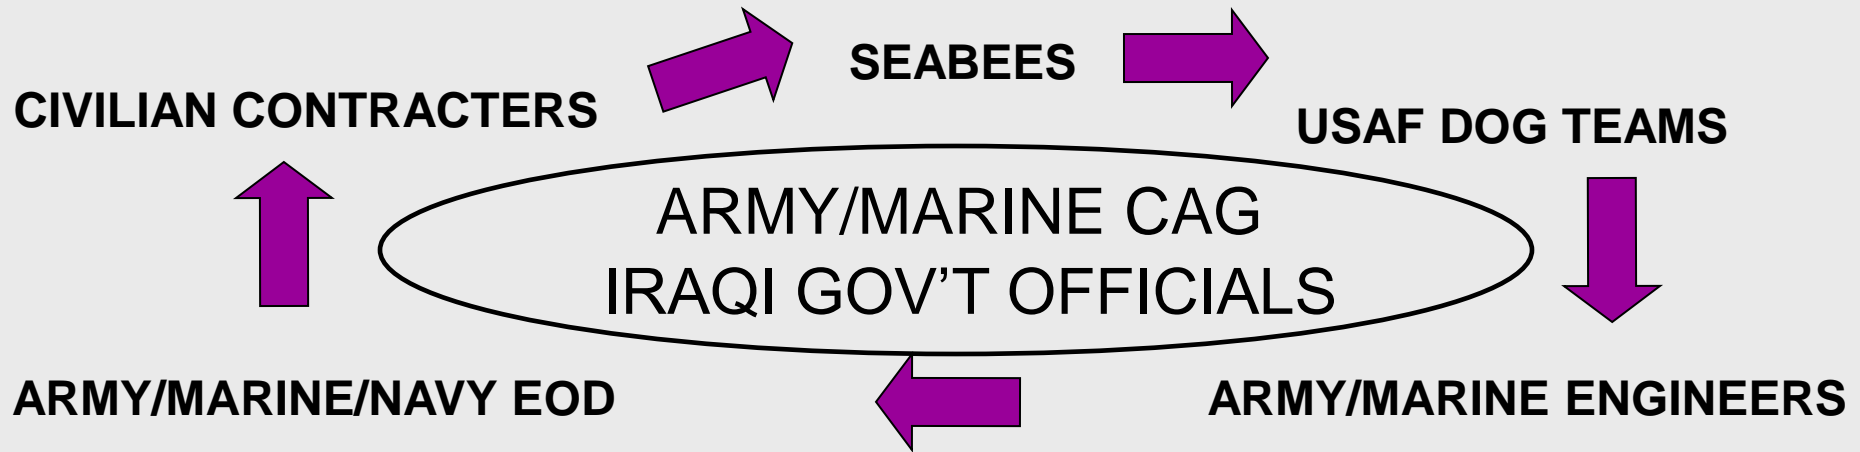 SEABEES
CIVILIAN CONTRACTERS
USAF DOG TEAMS
ARMY/MARINE CAG
IRAQI GOV’T OFFICIALS
ARMY/MARINE/NAVY EOD
ARMY/MARINE ENGINEERS